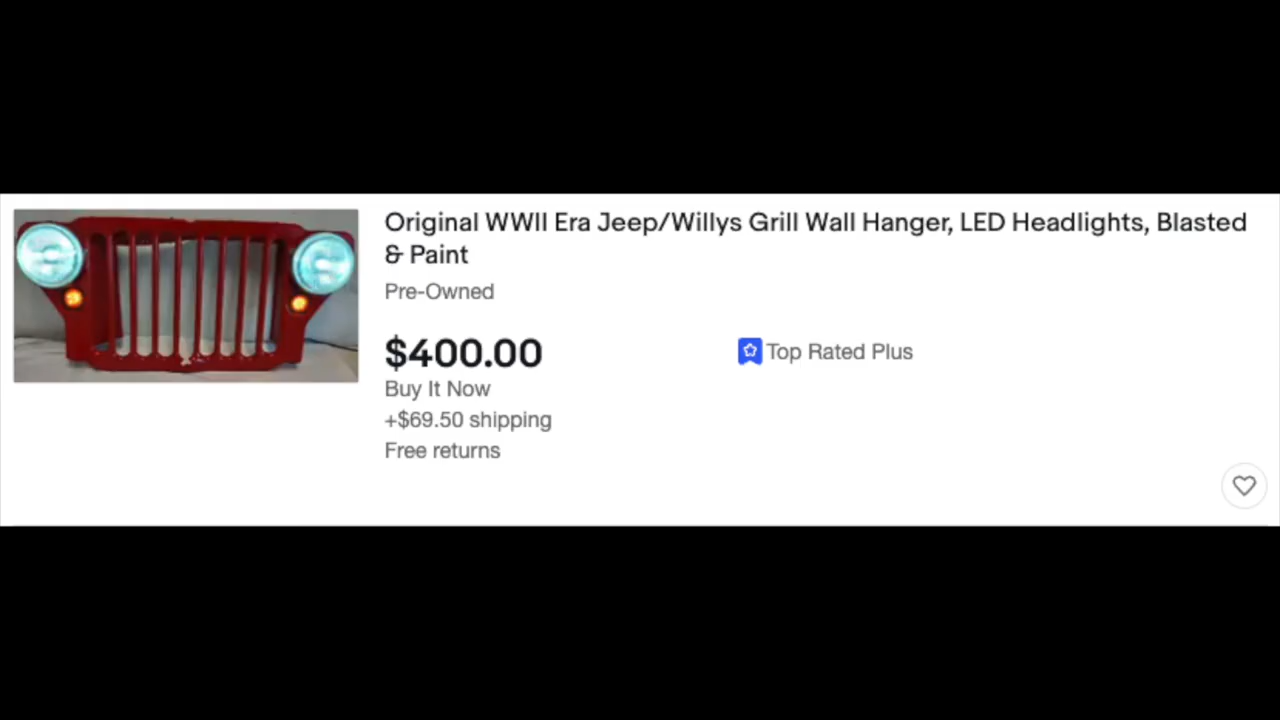 Original WWII Era Jeep/Willys Grill Wall Hanger, LED Headlights, Blasted
& Paint
Pre-Owned
$400.00
Top Rated Plus
Buy It Now
+$69.50 shipping
Free returns